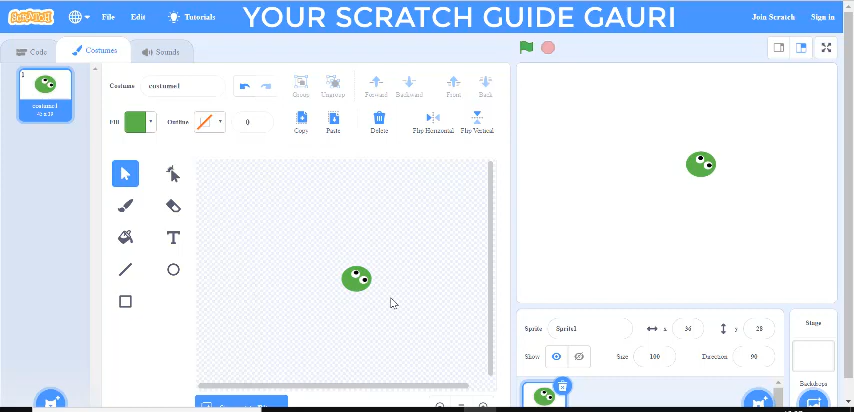 SCRATCH File Edit Tutorials YOUR SCRATCH GUIDE GAURI Join Scratch Sign in
Code Costumes Sounds
1
costume1
Costume costume1 Group Ungroup Forward Backward Front Back
Fill Outline 0 Copy Paste Delete Flip Horizontal Flip Vertical
T
Sprite Sprite1 x 36 y 28
Show Size 100 Direction 90
Stage
Backdrops